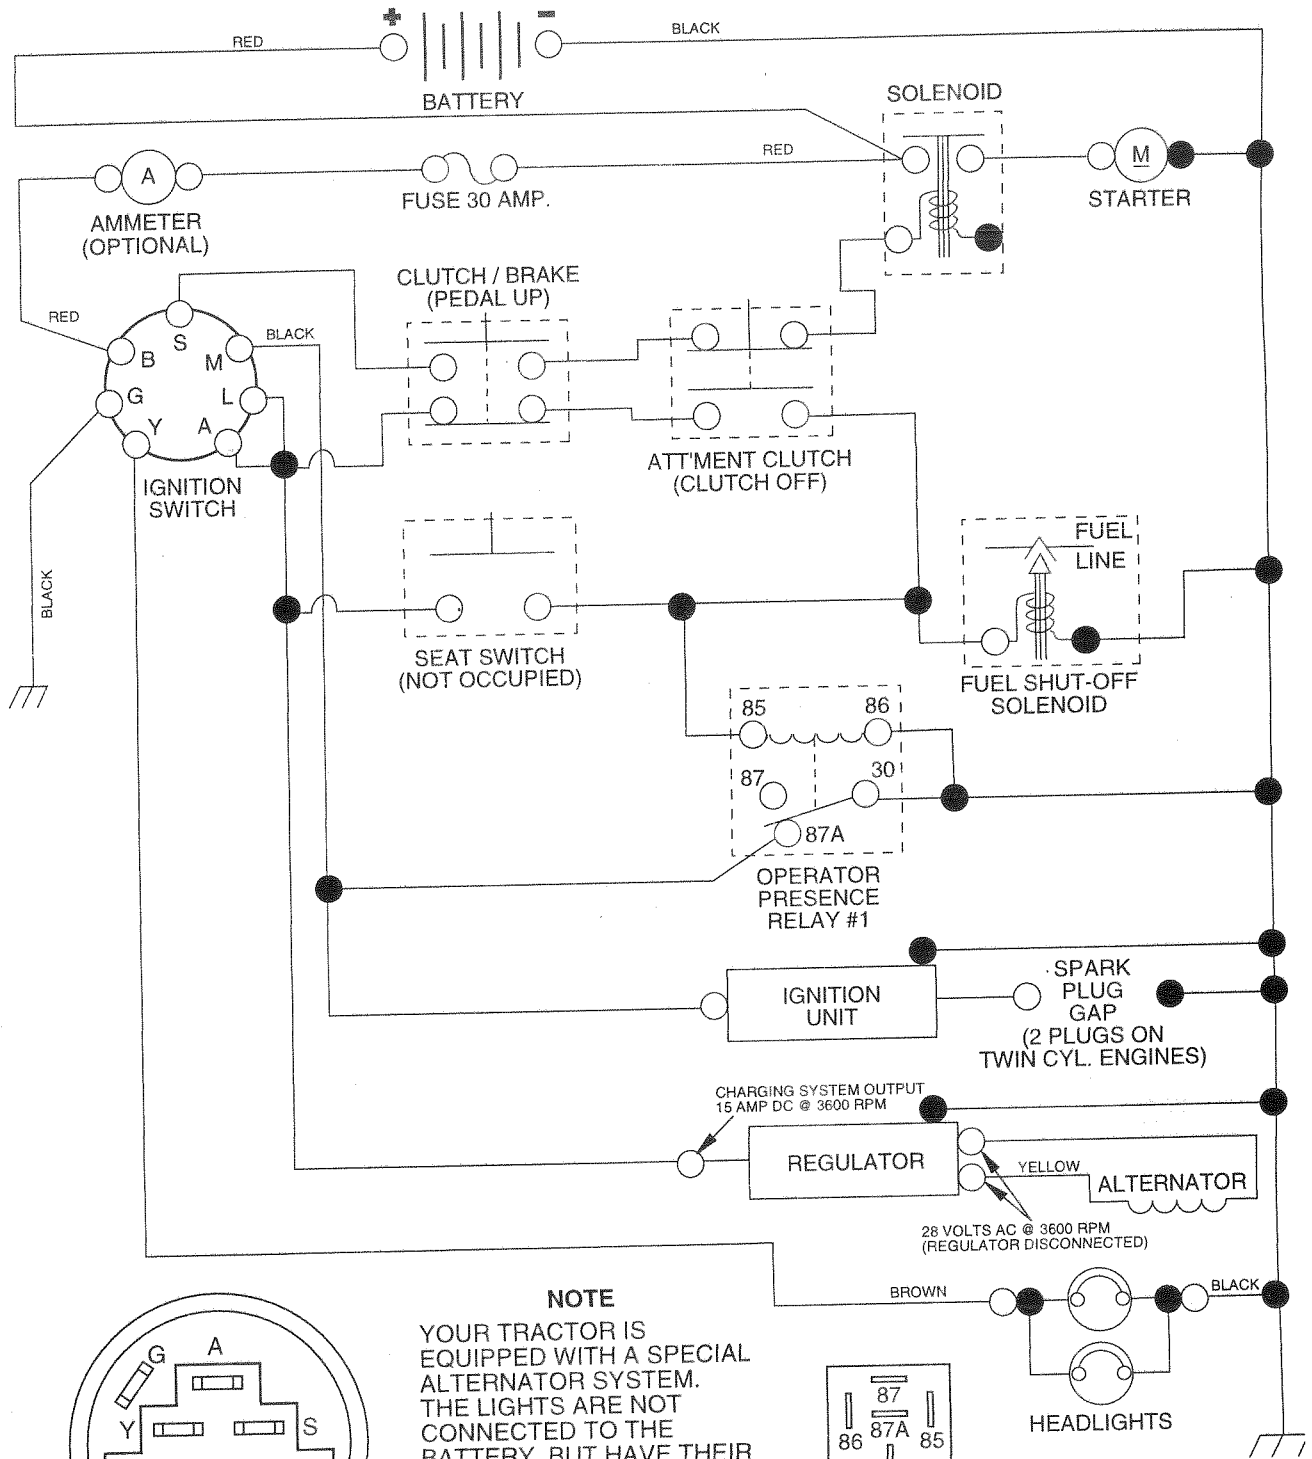 + −
RED
BLACK
BATTERY
SOLENOID
RED
A
M
FUSE 30 AMP.
STARTER
AMMETER
(OPTIONAL)
CLUTCH / BRAKE
(PEDAL UP)
RED
S
BLACK
B
M
G
L
Y
A
ATT'MENT CLUTCH
(CLUTCH OFF)
IGNITION
SWITCH
FUEL
LINE
BLACK
SEAT SWITCH
(NOT OCCUPIED)
FUEL SHUT-OFF
SOLENOID
85
86
87
30
87A
OPERATOR
PRESENCE
RELAY #1
IGNITION
UNIT
SPARK
PLUG
GAP
(2 PLUGS ON
TWIN CYL. ENGINES)
CHARGING SYSTEM OUTPUT
15 AMP DC @ 3600 RPM
REGULATOR
YELLOW
ALTERNATOR
28 VOLTS AC @ 3600 RPM
(REGULATOR DISCONNECTED)
BROWN
BLACK
HEADLIGHTS
NOTE
YOUR TRACTOR IS
EQUIPPED WITH A SPECIAL
ALTERNATOR SYSTEM.
THE LIGHTS ARE NOT
CONNECTED TO THE
BATTERY, BUT HAVE THEIR
G
A
Y
S
87
87A
86
85